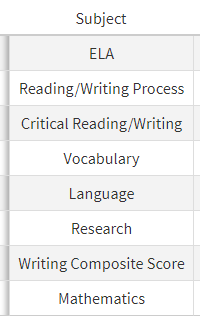 Subject
ELA
Reading/Writing Process
Critical Reading/Writing
Vocabulary
Language
Research
Writing Composite Score
Mathematics